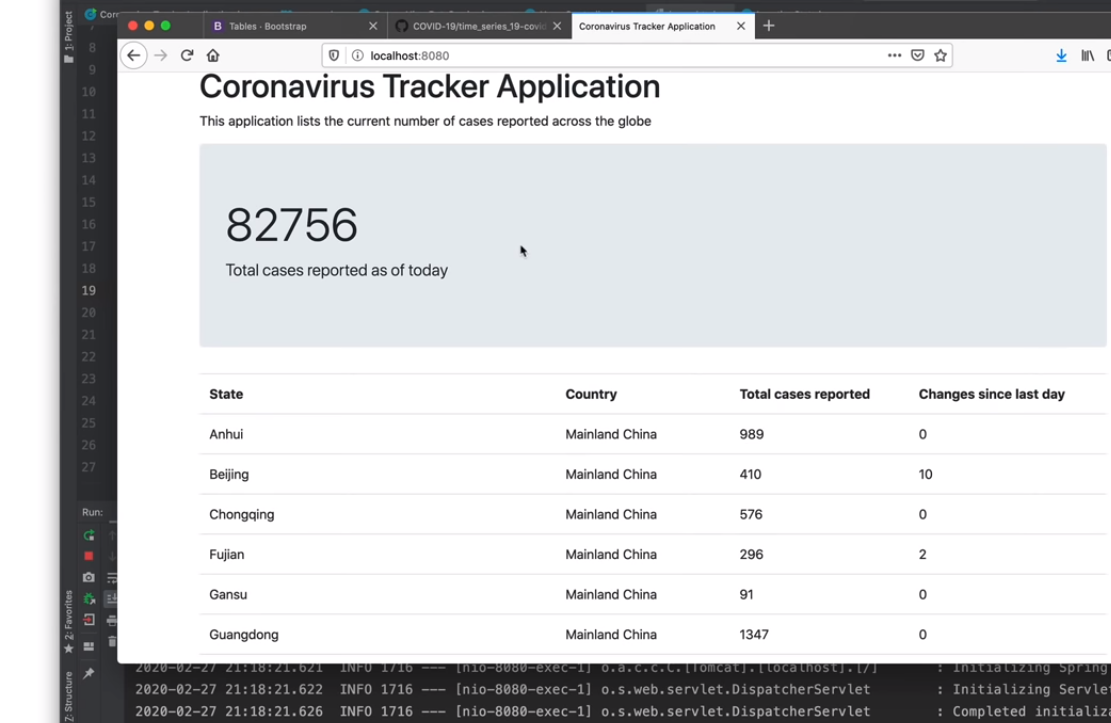 1: Project
Tables · Bootstrap
COVID-19/time_series_19-covid
Coronavirus Tracker Application
localhost:8080
Coronavirus Tracker Application
This application lists the current number of cases reported across the globe
82756
Total cases reported as of today
State Country Total cases reported Changes since last day
Anhui Mainland China 989 0
Beijing Mainland China 410 10
Chongqing Mainland China 576 0
Fujian Mainland China 296 2
Gansu Mainland China 91 0
Guangdong Mainland China 1347 0
8
9
10
11
12
13
14
15
16
17
18
19
20
21
22
23
24
25
26
27
Run:
2: Favorites
Z: Structure
2020-02-27 21:18:21.621 INFO 1716 --- [nio-8080-exec-1] o.a.c.c.C.[Tomcat].[localhost].[/] : Initializing Spring
2020-02-27 21:18:21.622 INFO 1716 --- [nio-8080-exec-1] o.s.web.servlet.DispatcherServlet : Initializing Servle
2020-02-27 21:18:21.626 INFO 1716 --- [nio-8080-exec-1] o.s.web.servlet.DispatcherServlet : Completed initializ